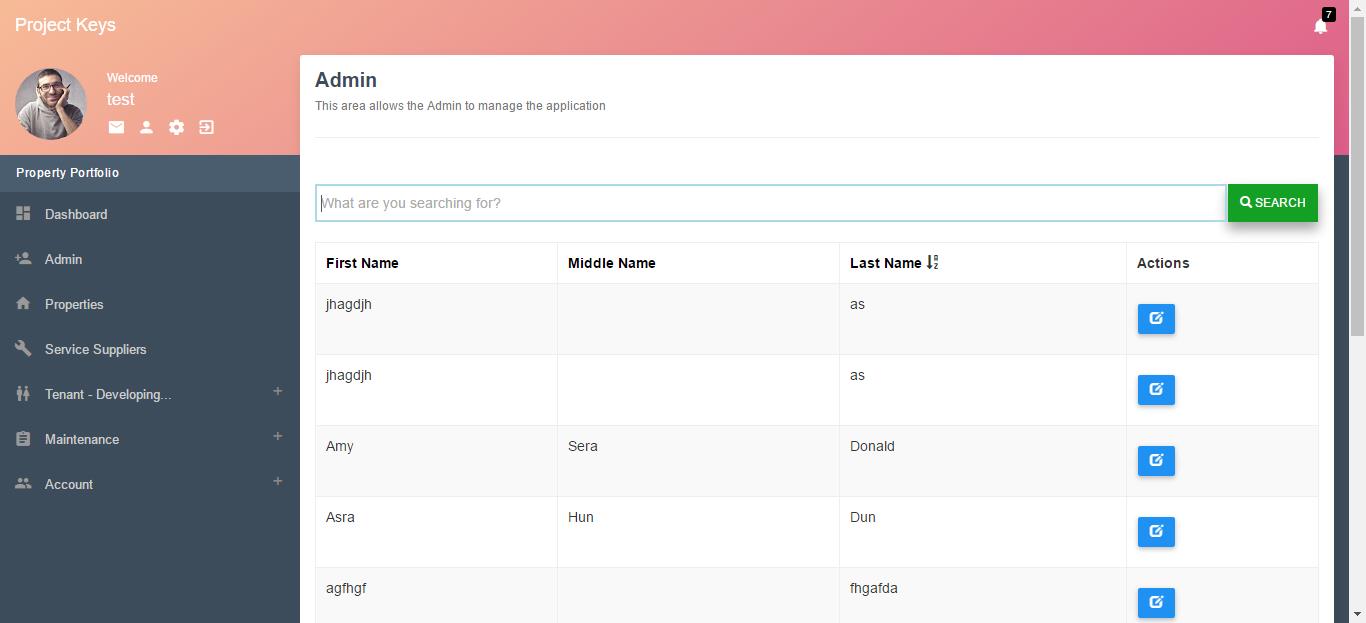 Project Keys
7
Welcome
test
Property Portfolio
Dashboard
Admin
Properties
Service Suppliers
Tenant - Developing...
Maintenance
Account
Admin
This area allows the Admin to manage the application
What are you searching for?
SEARCH
First Name Middle Name Last Name Actions
jhagdjh as
jhagdjh as
Amy Sera Donald
Asra Hun Dun
agfhgf fhgafda